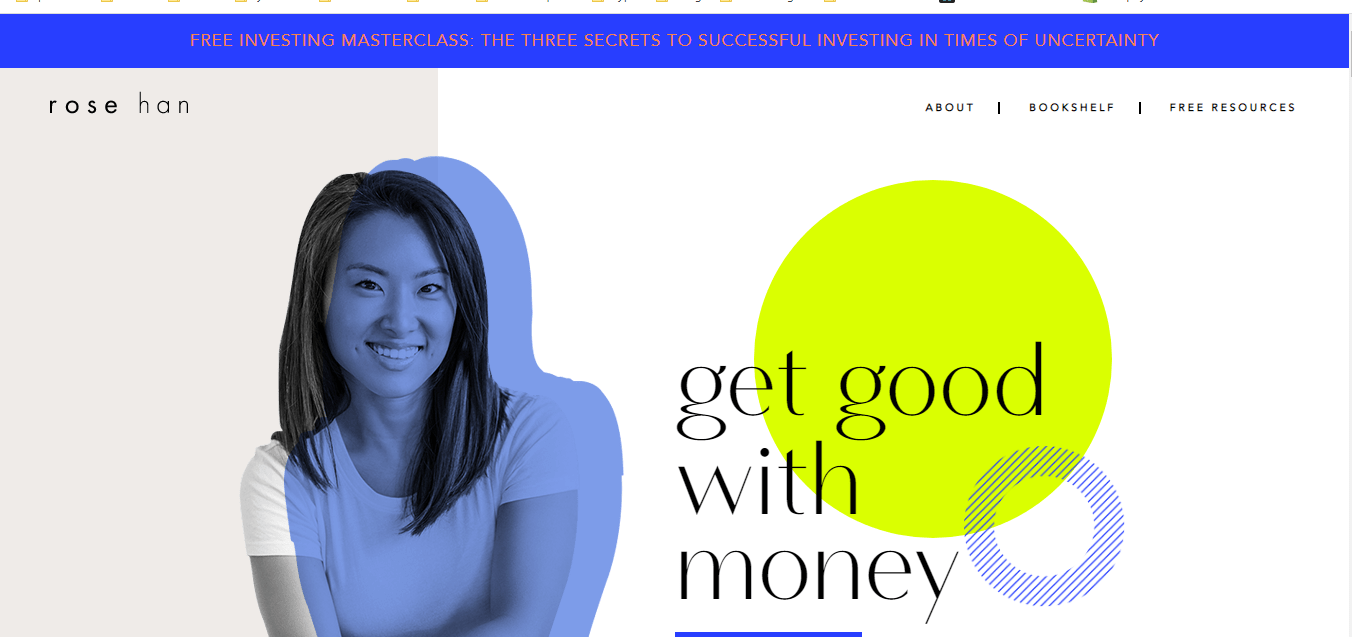 FREE INVESTING MASTERCLASS: THE THREE SECRETS TO SUCCESSFUL INVESTING IN TIMES OF UNCERTAINTY
rose han
ABOUT | BOOKSHELF | FREE RESOURCES
get good
with
money